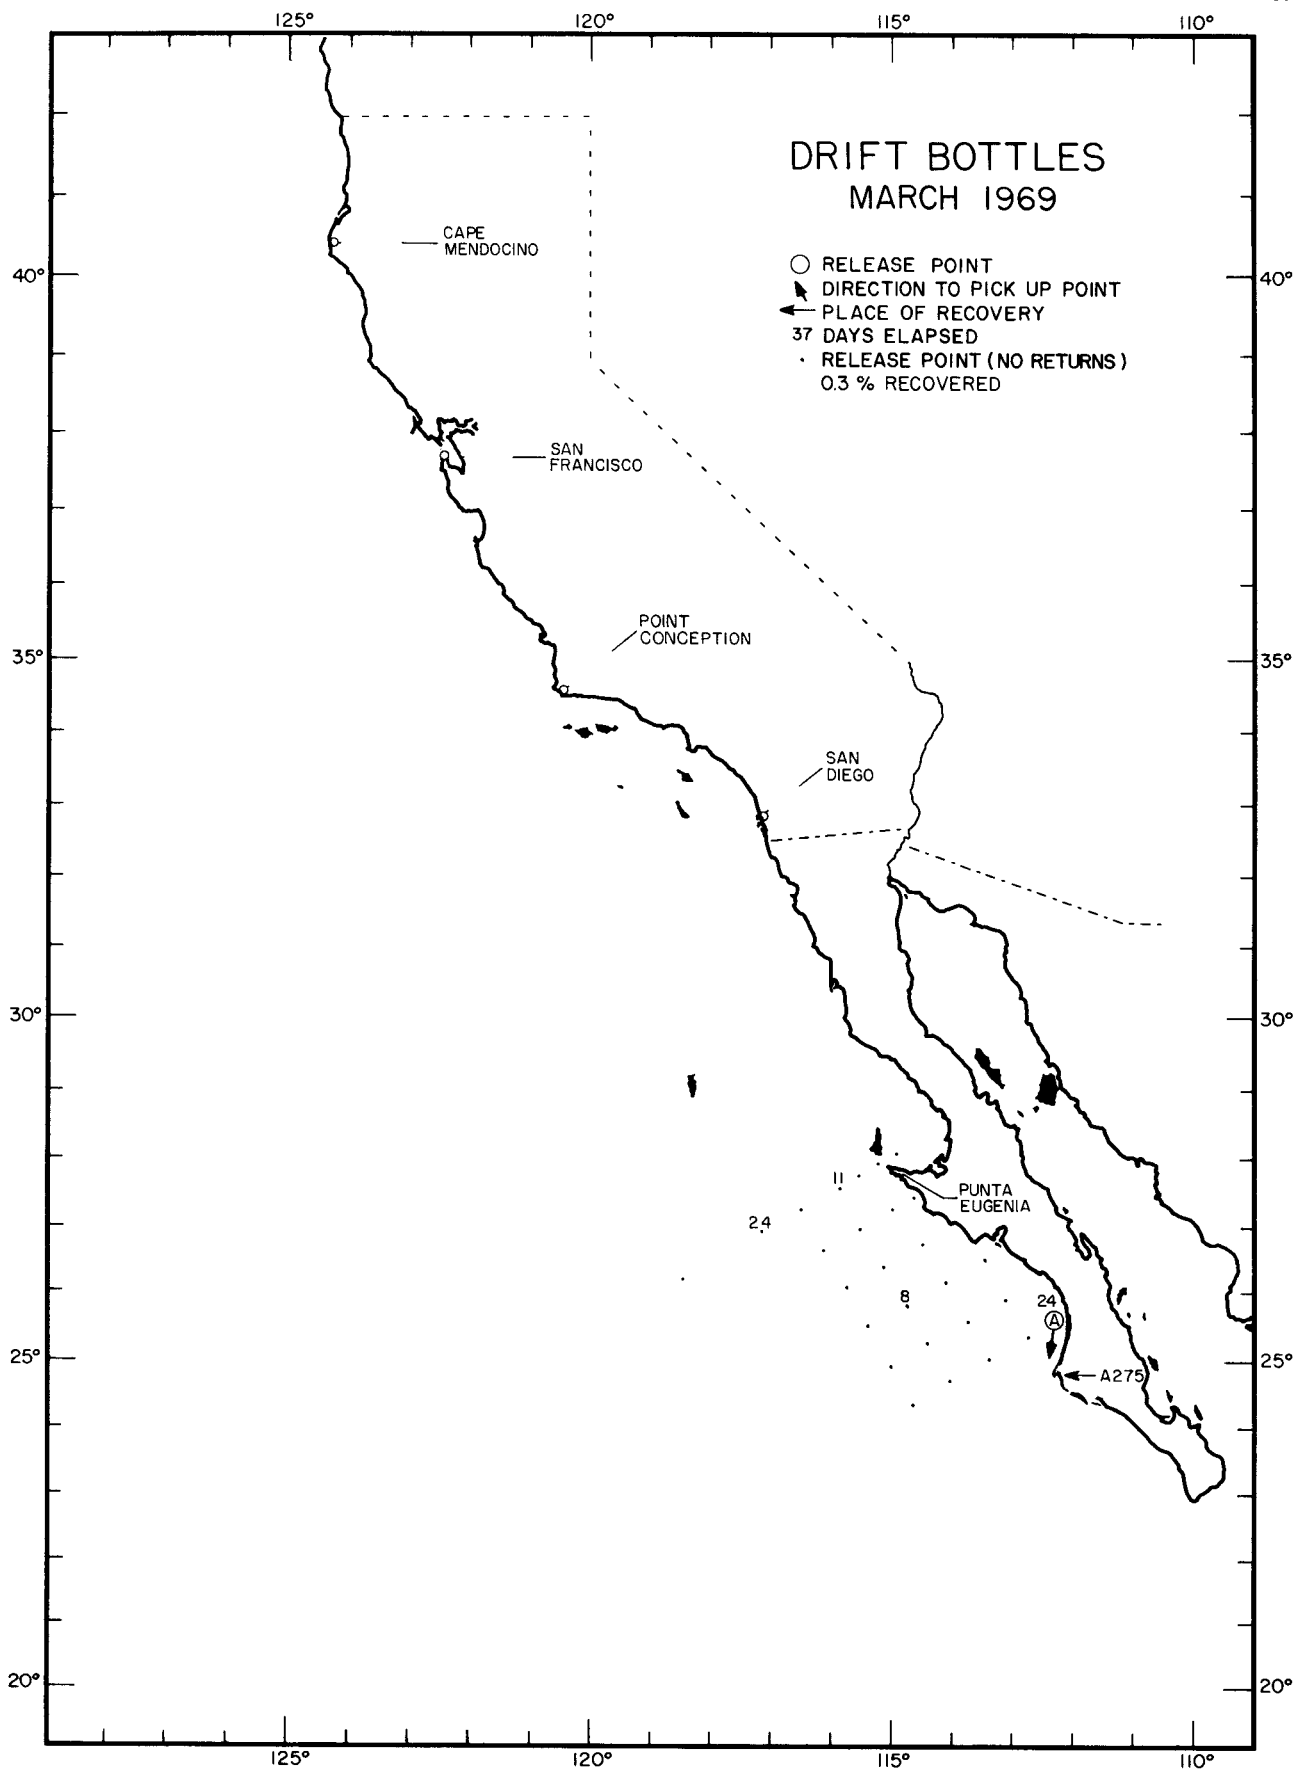 125° 120° 115° 110°
DRIFT BOTTLES
MARCH 1969
CAPE
MENDOCINO
RELEASE POINT
40° 40°
DIRECTION TO PICK UP POINT
PLACE OF RECOVERY
37 DAYS ELAPSED
RELEASE POINT (NO RETURNS)
0.3 % RECOVERED
SAN
FRANCISCO
POINT
CONCEPTION
35° 35°
SAN
DIEGO
30° 30°
11
PUNTA
EUGENIA
24
8
24
A
25° 25°
A275
20° 20°
125° 120° 115° 110°